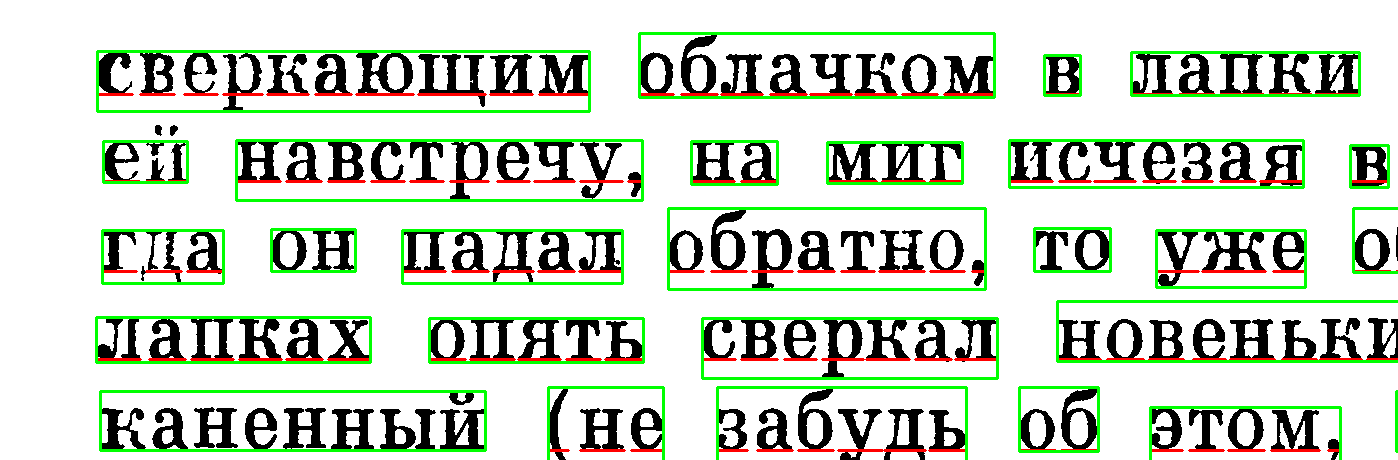 сверкающим облачком в лапки
ей навстречу, на миг исчезая в
гда он падал обратно, то уже
лапках опять сверкал новеньки
каненный (не забудь об этом,